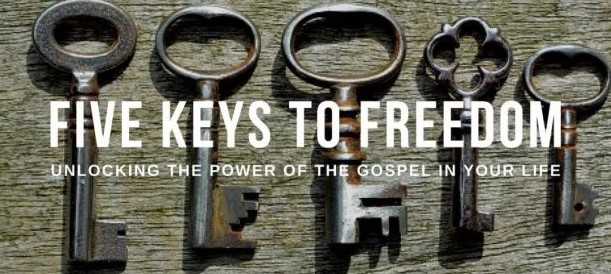 FIVE KEYS TO FREEDOM
UNLOCKING THE POWER OF THE GOSPEL IN YOUR LIFE